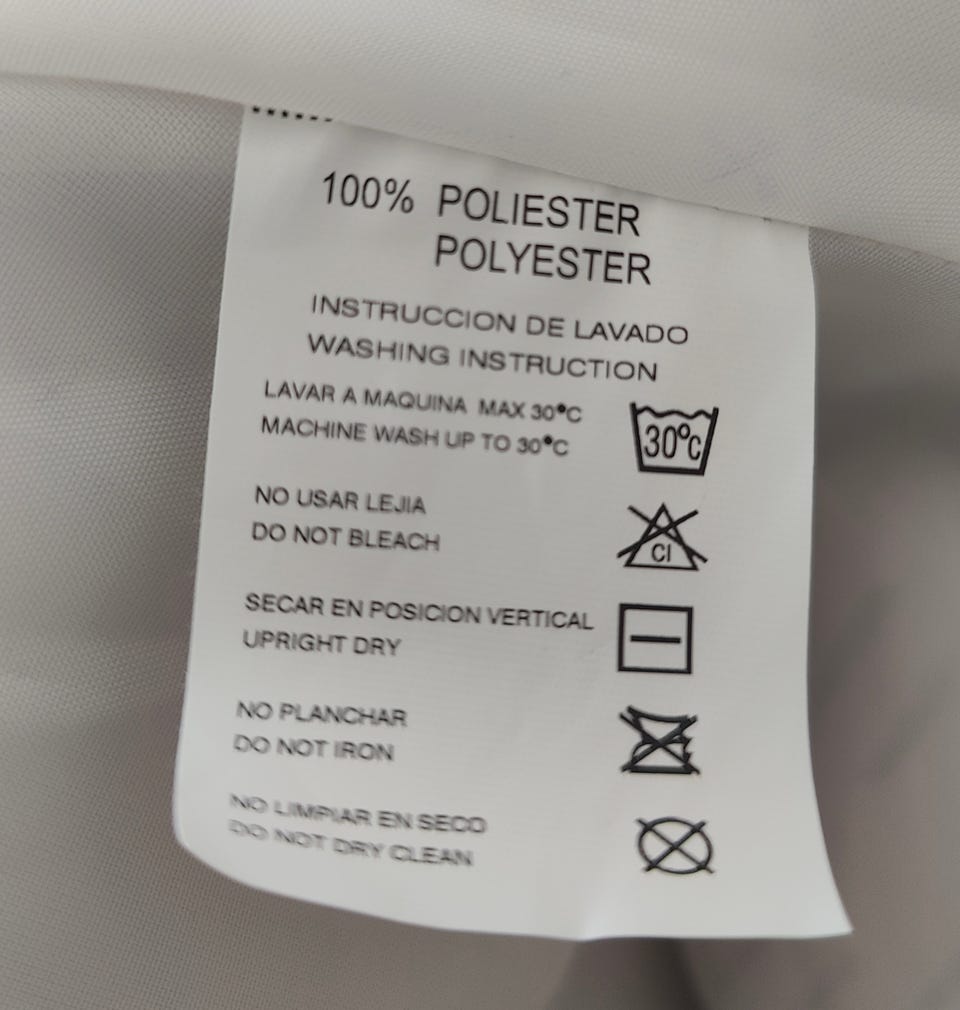 100% POLIESTER
POLYESTER
INSTRUCCION DE LAVADO
WASHING INSTRUCTION
LAVAR A MAQUINA MAX 30°C
MACHINE WASH UP TO 30°C
30ºc
NO USAR LEJIA
DO NOT BLEACH
Cl
SECAR EN POSICION VERTICAL
UPRIGHT DRY
NO PLANCHAR
DO NOT IRON
NO LIMPIAR EN SECO
DO NOT DRY CLEAN